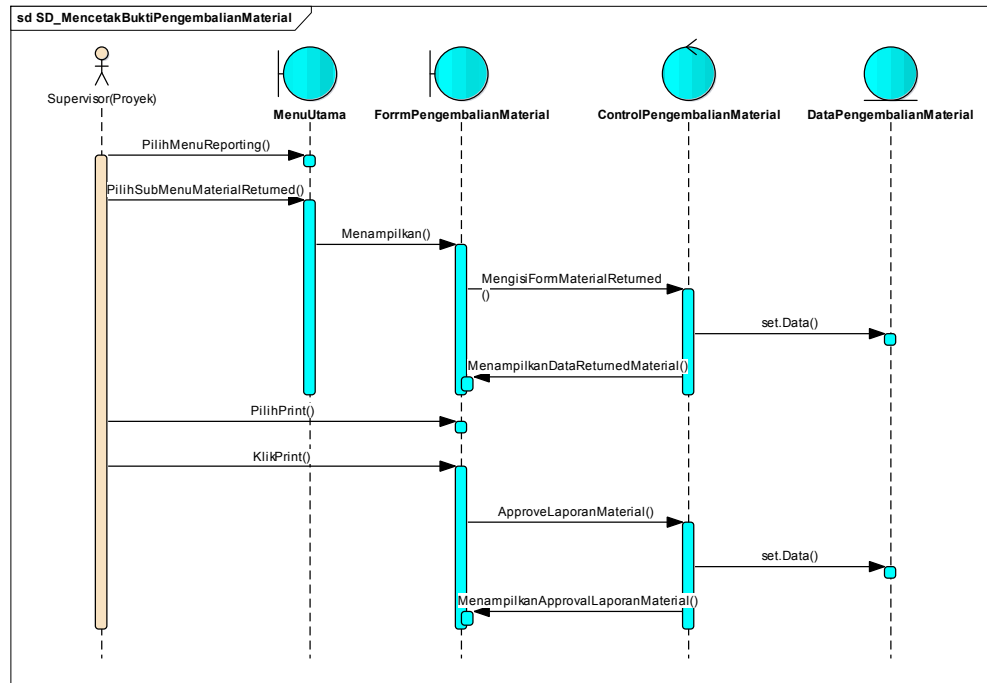 sd SD_MencetakBuktiPengembalianMaterial
Supervisor(Proyek)
MenuUtama
ForrmPengembalianMaterial
ControlPengembalianMaterial
DataPengembalianMaterial
PilihMenuReporting()
PilihSubMenuMaterialReturned()
Menampilkan()
MengisiFormMaterialReturned
()
set.Data()
MenampilkanDataReturnedMaterial()
PilihPrint()
KlikPrint()
ApproveLaporanMaterial()
set.Data()
MenampilkanApprovalLaporanMaterial()